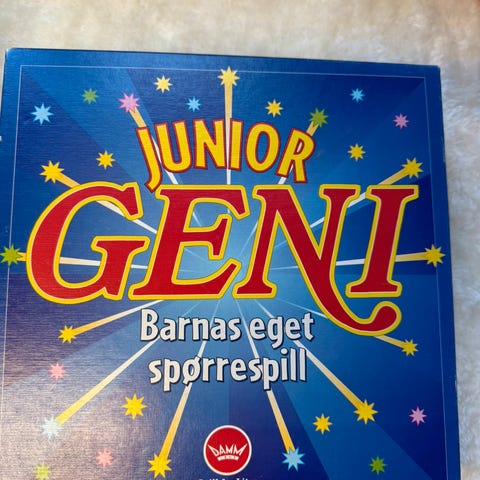 JUNIOR
GENI
Barnas eget
spørrespill
DAMM